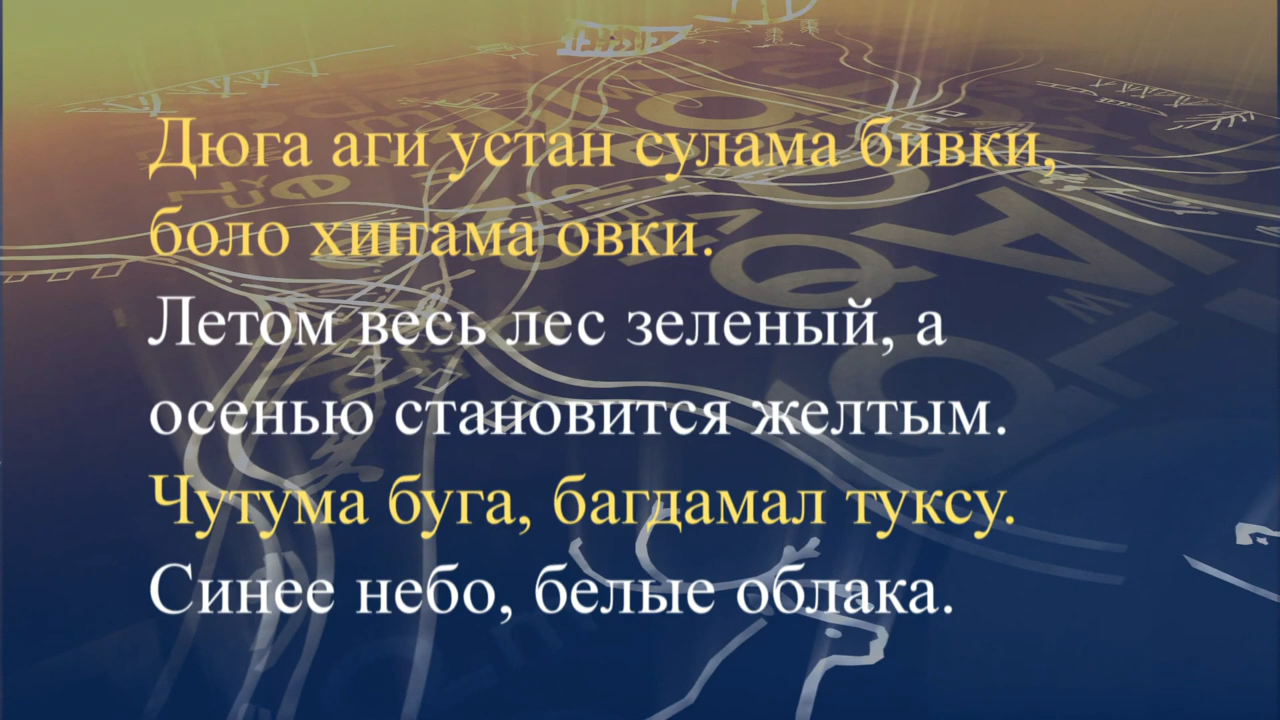 Дюга аги устан сулама бивки,
боло хиҥама овки.
Летом весь лес зеленый, а
осенью становится желтым.
Чутума буга, багдамал туксу.
Синее небо, белые облака.